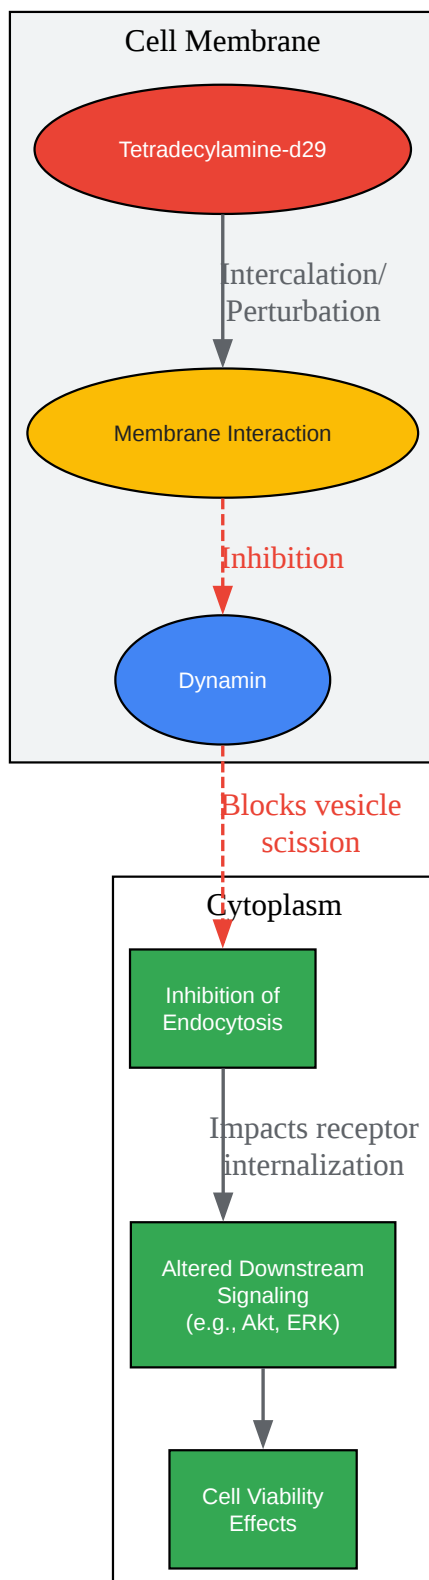 Cell Membrane
Tetradecylamine-d29
Intercalation/
Perturbation
Membrane Interaction
Inhibition
Dynamin
Blocks vesicle
scission
Cytoplasm
Inhibition of
Endocytosis
Impacts receptor
internalization
Altered Downstream
Signaling
(e.g., Akt, ERK)
Cell Viability
Effects